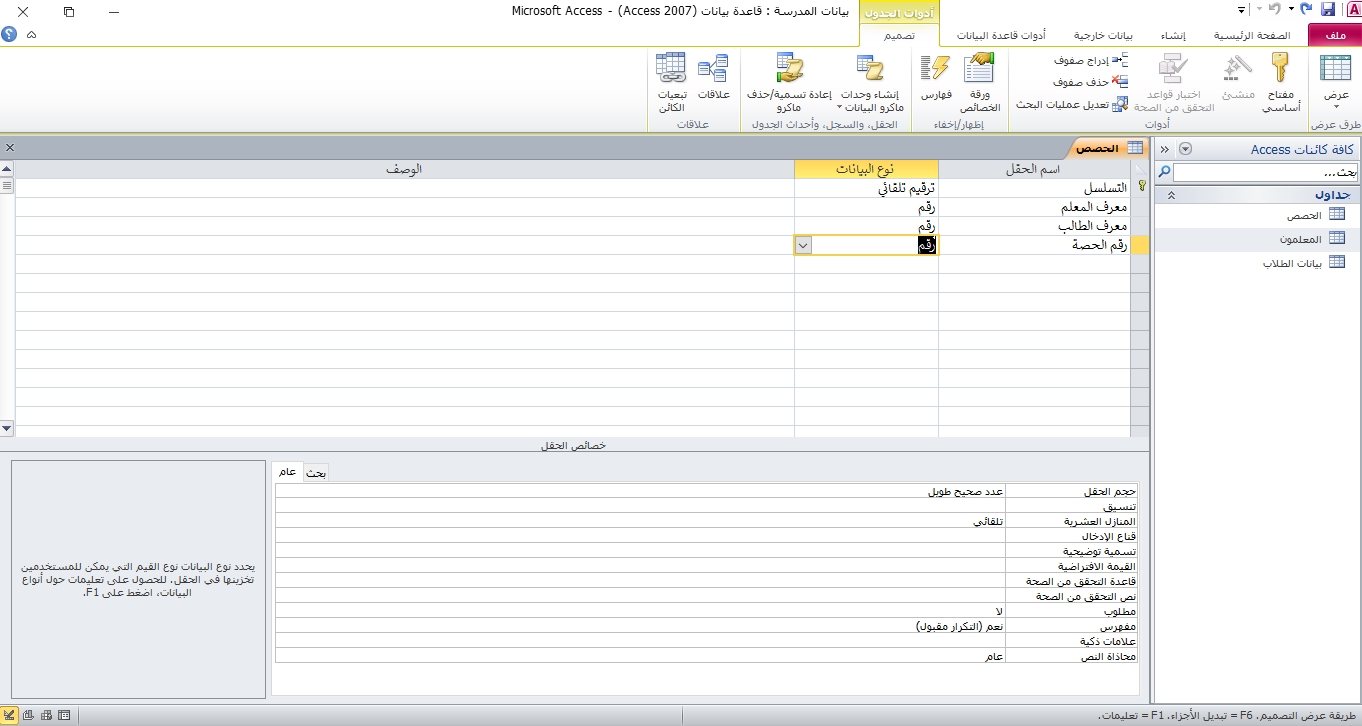 بيانات المدرسة : قاعدة بيانات (Access 2007) - Microsoft Access
أدوات الجدول
ملف
الصفحة الرئيسية
إنشاء
بيانات خارجية
أدوات قاعدة البيانات
تصميم
عرض
مفتاح أساسي
منشئ
اختبار قواعد التحقق من الصحة
إدراج صفوف
حذف صفوف
تعديل عمليات البحث
ورقة الخصائص
فهارس
إنشاء وحدات ماكرو البيانات
إعادة تسمية/حذف ماكرو
علاقات
تبعيات الكائن
طرق عرض
أدوات
إظهار/إخفاء
الحقل، والسجل، وأحداث الجدول
علاقات
كافة كائنات Access
بحث...
جداول
الحصص
المعلمون
بيانات الطلاب
الحصص
اسم الحقل نوع البيانات الوصف
التسلسل ترقيم تلقائي
معرف المعلم رقم
معرف الطالب رقم
رقم الحصة رقم
خصائص الحقل
عام بحث
حجم الحقل عدد صحيح طويل
تنسيق
المنازل العشرية تلقائي
قناع الإدخال
تسمية توضيحية
القيمة الافتراضية
قاعدة التحقق من الصحة
نص التحقق من الصحة
مطلوب لا
مفهرس نعم (التكرار مقبول)
علامات ذكية
محاذاة النص عام
يحدد نوع البيانات نوع القيم التي يمكن للمستخدمين
تخزينها في الحقل. للحصول على تعليمات حول أنواع
البيانات، اضغط على F1.
طريقة عرض التصميم. F6 = تبديل الأجزاء. F1 = تعليمات.